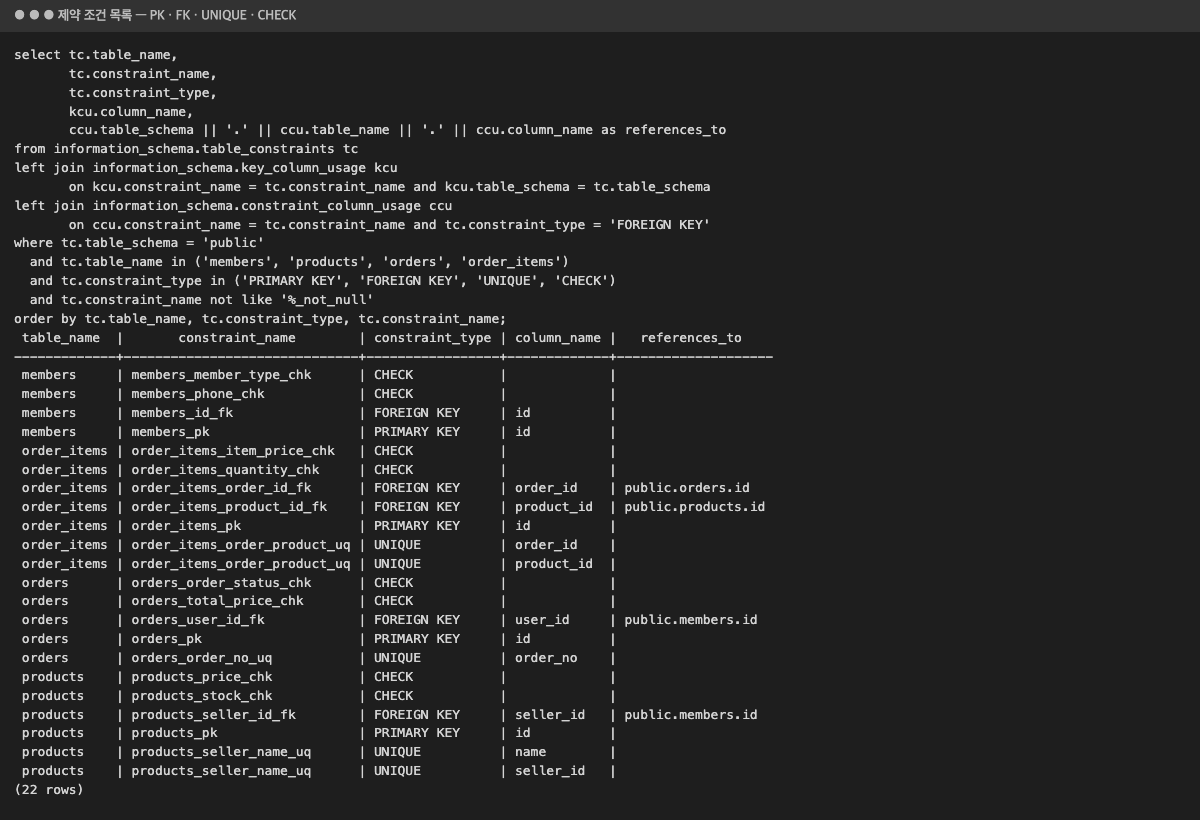 제약 조건 목록 — PK · FK · UNIQUE · CHECK
select tc.table_name,
       tc.constraint_name,
       tc.constraint_type,
       kcu.column_name,
       ccu.table_schema || '.' || ccu.table_name || '.' || ccu.column_name as references_to
from information_schema.table_constraints tc
left join information_schema.key_column_usage kcu
       on kcu.constraint_name = tc.constraint_name and kcu.table_schema = tc.table_schema
left join information_schema.constraint_column_usage ccu
       on ccu.constraint_name = tc.constraint_name and tc.constraint_type = 'FOREIGN KEY'
where tc.table_schema = 'public'
  and tc.table_name in ('members', 'products', 'orders', 'order_items')
  and tc.constraint_type in ('PRIMARY KEY', 'FOREIGN KEY', 'UNIQUE', 'CHECK')
  and tc.constraint_name not like '%_not_null'
order by tc.table_name, tc.constraint_type, tc.constraint_name;
 table_name  |       constraint_name        | constraint_type | column_name |   references_to
-------------+------------------------------+-----------------+-------------+--------------------
 members     | members_member_type_chk      | CHECK           |             |
 members     | members_phone_chk            | CHECK           |             |
 members     | members_id_fk                | FOREIGN KEY     | id          |
 members     | members_pk                   | PRIMARY KEY     | id          |
 order_items | order_items_item_price_chk   | CHECK           |             |
 order_items | order_items_quantity_chk     | CHECK           |             |
 order_items | order_items_order_id_fk      | FOREIGN KEY     | order_id    | public.orders.id
 order_items | order_items_product_id_fk    | FOREIGN KEY     | product_id  | public.products.id
 order_items | order_items_pk               | PRIMARY KEY     | id          |
 order_items | order_items_order_product_uq | UNIQUE          | order_id    |
 order_items | order_items_order_product_uq | UNIQUE          | product_id  |
 orders      | orders_order_status_chk      | CHECK           |             |
 orders      | orders_total_price_chk       | CHECK           |             |
 orders      | orders_user_id_fk            | FOREIGN KEY     | user_id     | public.members.id
 orders      | orders_pk                    | PRIMARY KEY     | id          |
 orders      | orders_order_no_uq           | UNIQUE          | order_no    |
 products    | products_price_chk           | CHECK           |             |
 products    | products_stock_chk           | CHECK           |             |
 products    | products_seller_id_fk        | FOREIGN KEY     | seller_id   | public.members.id
 products    | products_pk                  | PRIMARY KEY     | id          |
 products    | products_seller_name_uq      | UNIQUE          | name        |
 products    | products_seller_name_uq      | UNIQUE          | seller_id   |
(22 rows)